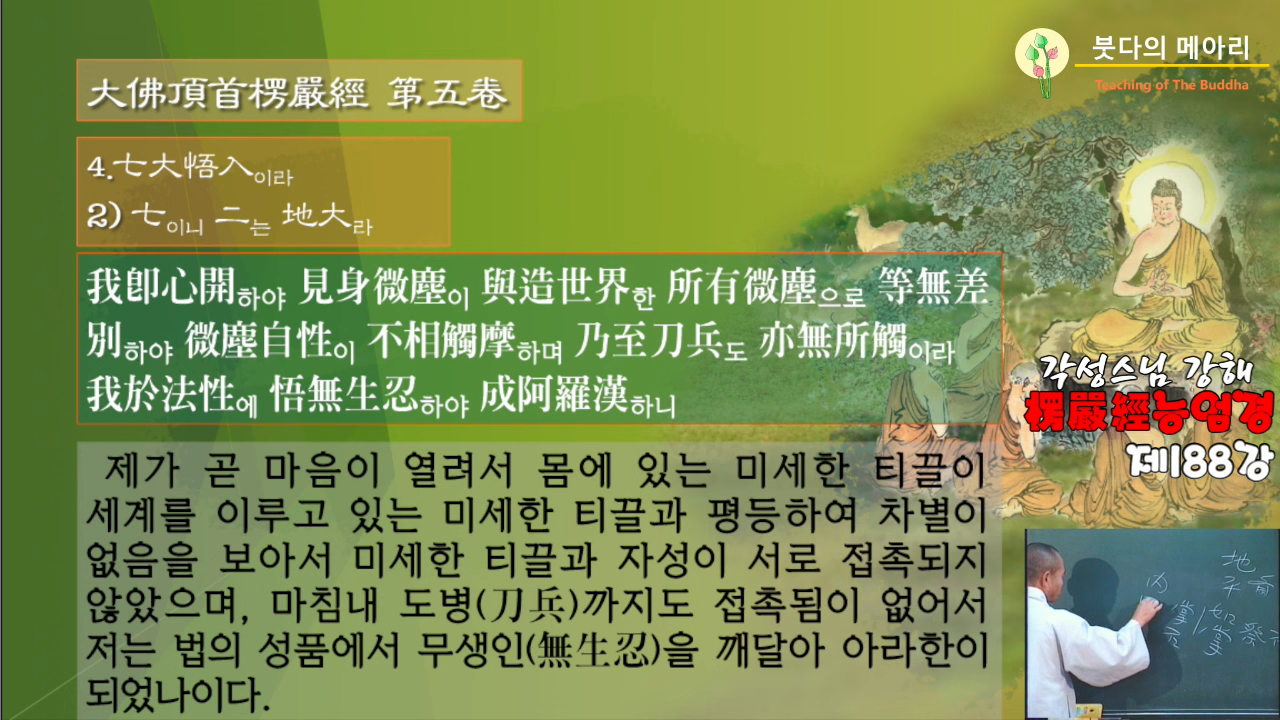 大佛頂首楞嚴經 第五卷
붓다의 메아리
Teaching of The Buddha
4.七大悟入이라
2) 七이니 二는 地大라
我卽心開하야 見身微塵이 與造世界한 所有微塵으로 等無差
別하야 微塵自性이 不相觸摩하며 乃至刀兵도 亦無所觸이라
我於法性에 悟無生忍하야 成阿羅漢하니
각성스님 강해
楞嚴經능엄경
제188강
제가 곧 마음이 열려서 몸에 있는 미세한 티끌이
세계를 이루고 있는 미세한 티끌과 평등하여 차별이
없음을 보아서 미세한 티끌과 자성이 서로 접촉되지
않았으며, 마침내 도병(刀兵)까지도 접촉됨이 없어서
저는 법의 성품에서 무생인(無生忍)을 깨달아 아라한이
되었나이다.
地
内